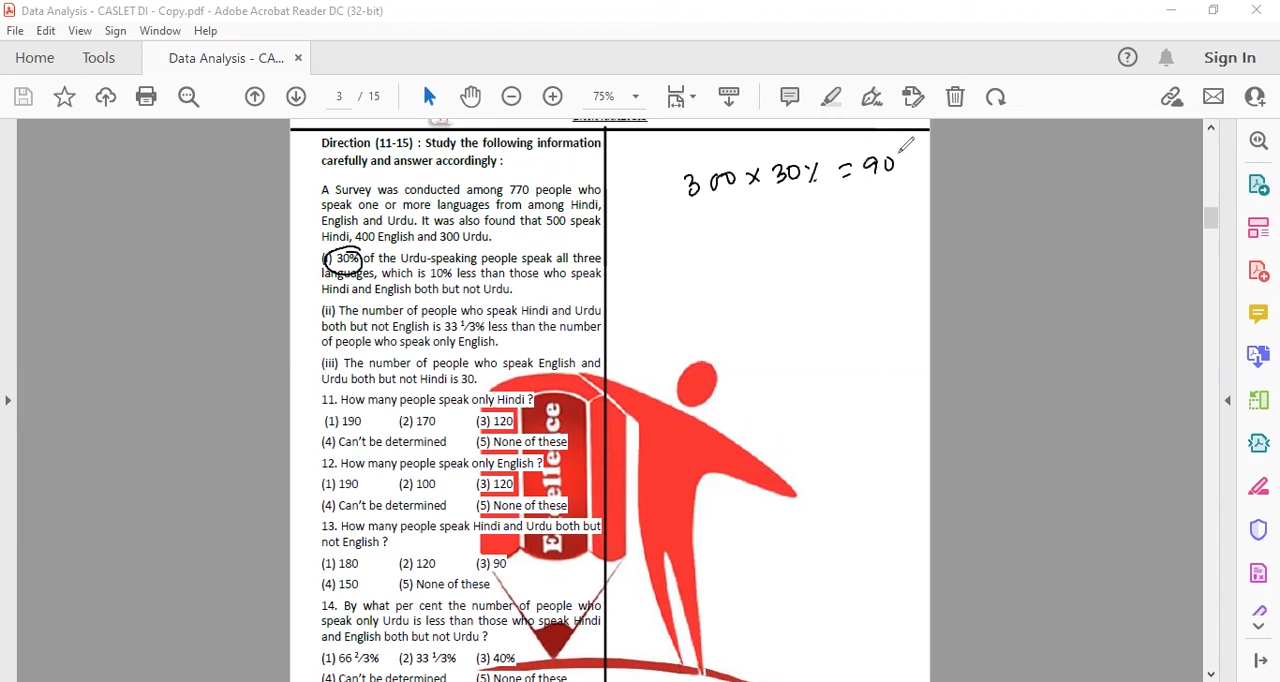 Data Analysis - CASLET DI - Copy.pdf - Adobe Acrobat Reader DC (32-bit)
File Edit View Sign Window Help
Home Tools Data Analysis - CA... × Sign In
3 / 15 75%
Direction (11-15) : Study the following information
carefully and answer accordingly :
A Survey was conducted among 770 people who
speak one or more languages from among Hindi,
English and Urdu. It was also found that 500 speak
Hindi, 400 English and 300 Urdu.
(i) 30% of the Urdu-speaking people speak all three
languages, which is 10% less than those who speak
Hindi and English both but not Urdu.
(ii) The number of people who speak Hindi and Urdu
both but not English is 33 ¹⁄3% less than the number
of people who speak only English.
(iii) The number of people who speak English and
Urdu both but not Hindi is 30.
11. How many people speak only Hindi ?
(1) 190 (2) 170 (3) 120
(4) Can't be determined (5) None of these
12. How many people speak only English ?
(1) 190 (2) 100 (3) 120
(4) Can't be determined (5) None of these
13. How many people speak Hindi and Urdu both but
not English ?
(1) 180 (2) 120 (3) 90
(4) 150 (5) None of these
14. By what per cent the number of people who
speak only Urdu is less than those who speak Hindi
and English both but not Urdu ?
(1) 66 ²⁄3% (2) 33 ¹⁄3% (3) 40%
(4) Can't be determined (5) None of these
300 × 30% = 90
Excellence